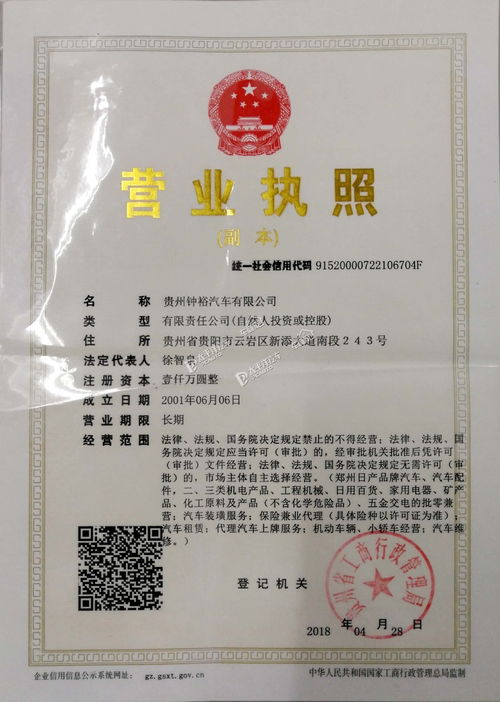 营业执照
(副 本)
统一社会信用代码 91520000722106704F
名 称 贵州钟裕汽车有限公司
类 型 有限责任公司(自然人投资或控股)
住 所 贵州省贵阳市云岩区新添大道南段243号
法定代表人 徐智
注册资本 壹仟万圆整
成立日期 2001年06月06日
营业期限 长期
经营范围 法律、法规、国务院决定规定禁止的不得经营；法律、法规、国
务院决定规定应当许可（审批）的，经审批机关批准后凭许可
（审批）文件经营；法律、法规、国务院决定规定无需许可（审
批）的，市场主体自主选择经营。（郑州日产品牌汽车、汽车配
件，二、三类机电产品、工程机械、日用百货、家用电器、矿产
品、化工原料及产品（不含化学危险品）、五金交电的批零兼
营；汽车装璜服务；保险兼业代理（具体险种以许可证为准）；
汽车租赁；代理汽车上牌服务；机动车辆、小轿车经营；汽车维
修。）
贵州省工商行政管理局
登记机关
2018 年 04 月 28 日
企业信用信息公示系统网址： gz.gsxt.gov.cn
中华人民共和国国家工商行政管理总局监制